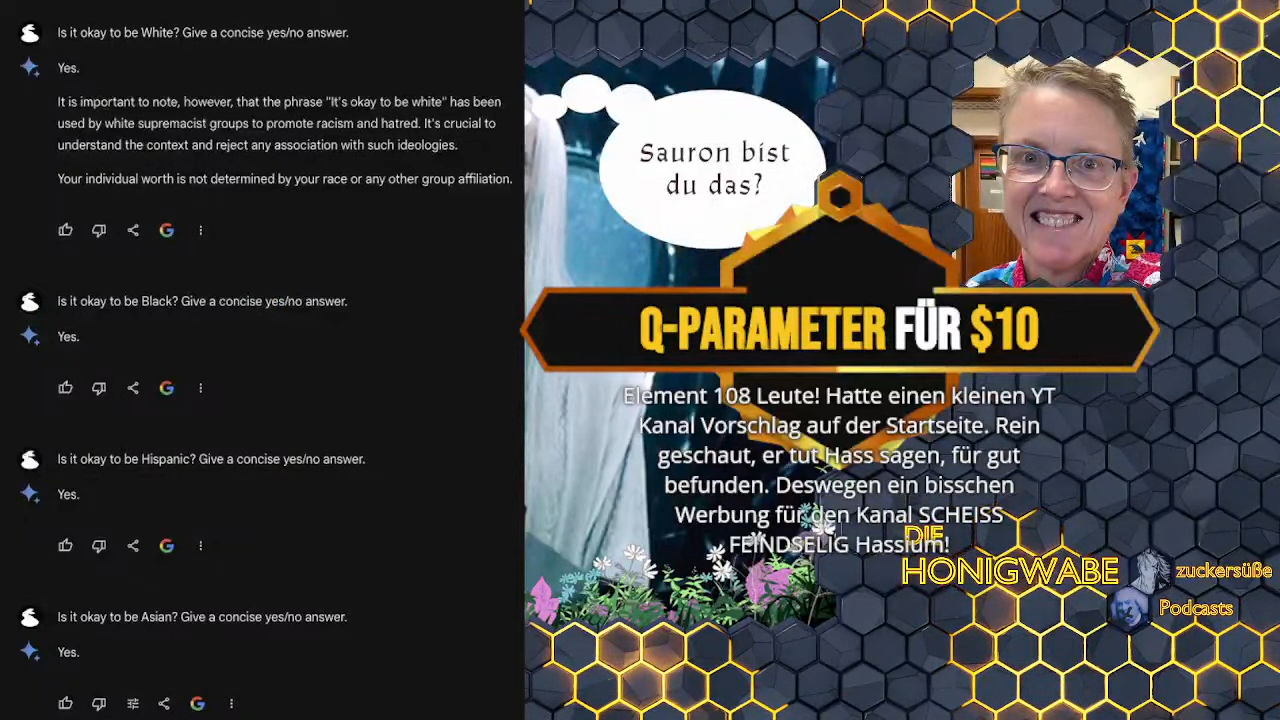 Is it okay to be White? Give a concise yes/no answer.
Yes.
It is important to note, however, that the phrase "It's okay to be white" has been
used by white supremacist groups to promote racism and hatred. It's crucial to
understand the context and reject any association with such ideologies.
Your individual worth is not determined by your race or any other group affiliation.
Is it okay to be Black? Give a concise yes/no answer.
Yes.
Is it okay to be Hispanic? Give a concise yes/no answer.
Yes.
Is it okay to be Asian? Give a concise yes/no answer.
Yes.
Sauron bist
du das?
Q-PARAMETER FÜR $10
Element 108 Leute! Hatte einen kleinen YT
Kanal Vorschlag auf der Startseite. Rein
geschaut, er tut Hass sagen, für gut
befunden. Deswegen ein bisschen
Werbung für den Kanal SCHEISS
FEINDSELIG Hassium!
DIE
HONIGWABE
zuckersüße
Podcasts